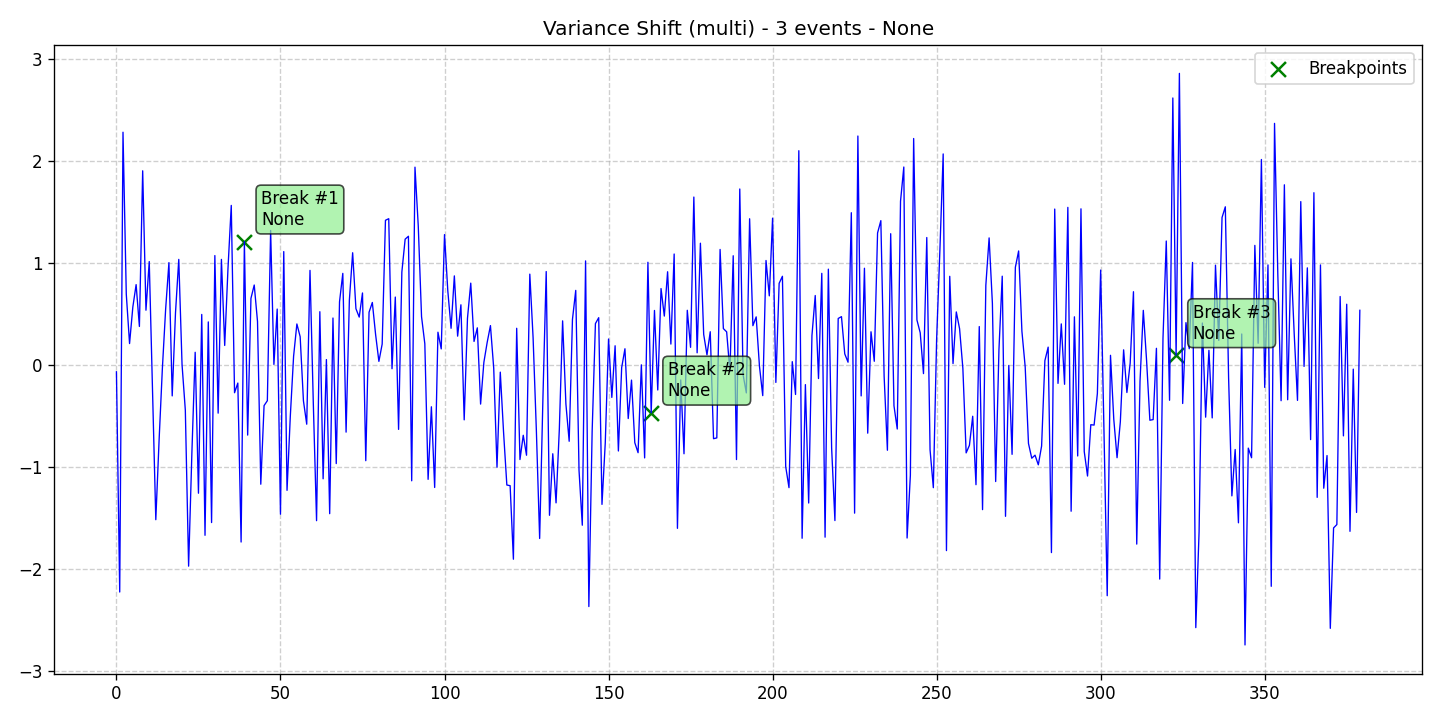 Variance Shift (multi) - 3 events - None
Breakpoints
Break #1
None
Break #2
None
Break #3
None
3
2
1
0
−1
−2
−3
0
50
100
150
200
250
300
350